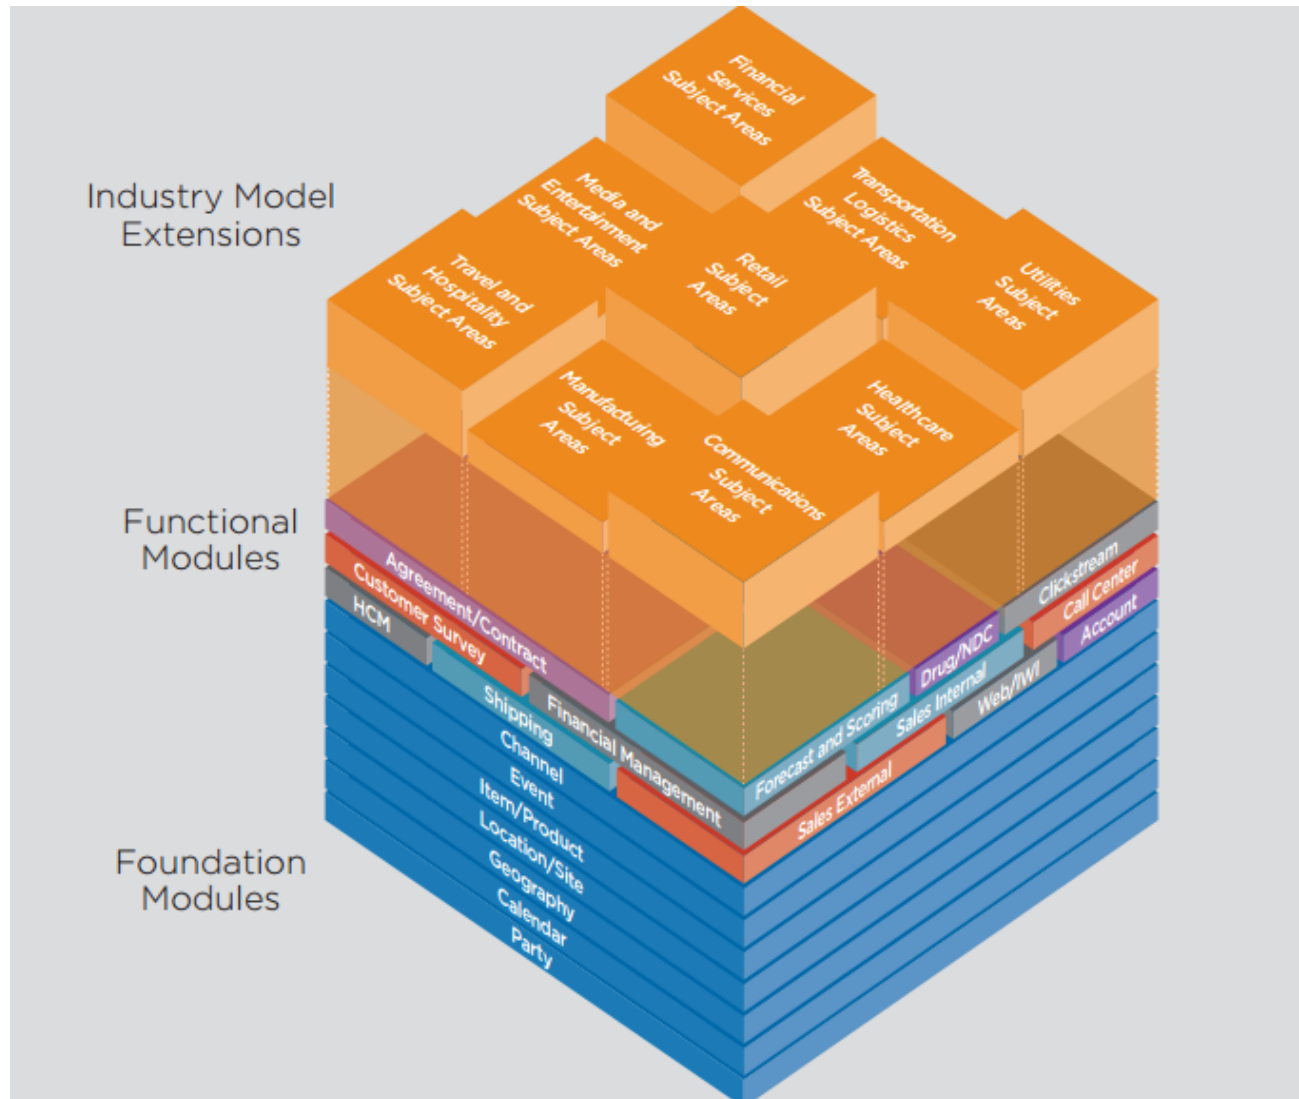 Financial
Services
Subject Areas
Media and
Entertainment
Subject Areas
Transportation
Logistics
Subject Areas
Industry Model
Extensions
Travel and
Hospitality
Subject Areas
Retail
Subject
Areas
Utilities
Subject
Areas
Manufacturing
Subject
Areas
Healthcare
Subject
Areas
Communications
Subject
Areas
Functional
Modules
Agreement/Contract
Customer Survey
HCM
Shipping
Financial Management
Clickstream
Call Center
Account
Drug/NDC
Sales Internal
Web/IWI
Forecast and Scoring
Sales External
Foundation
Modules
Channel
Event
Item/Product
Location/Site
Geography
Calendar
Party